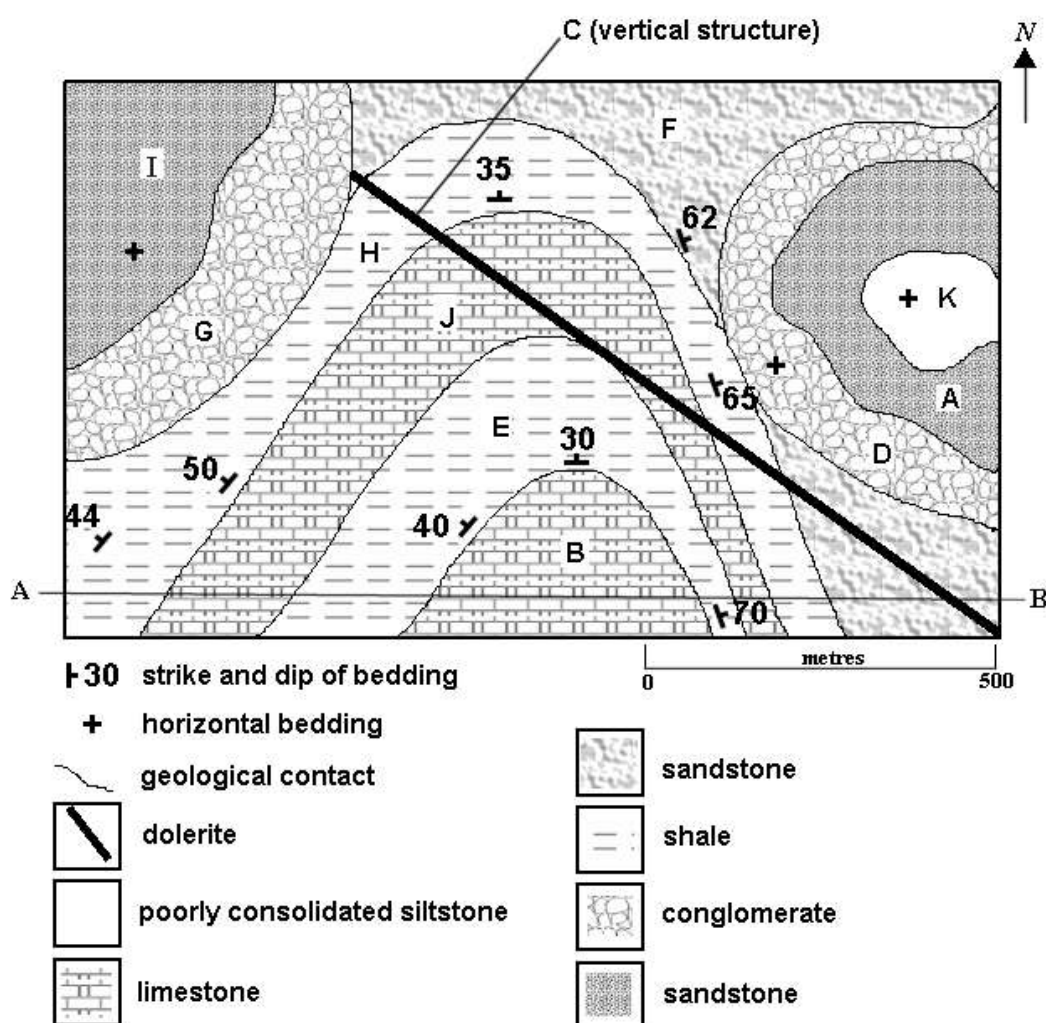 C (vertical structure)
N
F
I
35
62
H
K
J
G
65
A
E
30
D
50
44
40
B
A
B
70
metres
0
500
30 strike and dip of bedding
+ horizontal bedding
geological contact
dolerite
poorly consolidated siltstone
limestone
sandstone
shale
conglomerate
sandstone